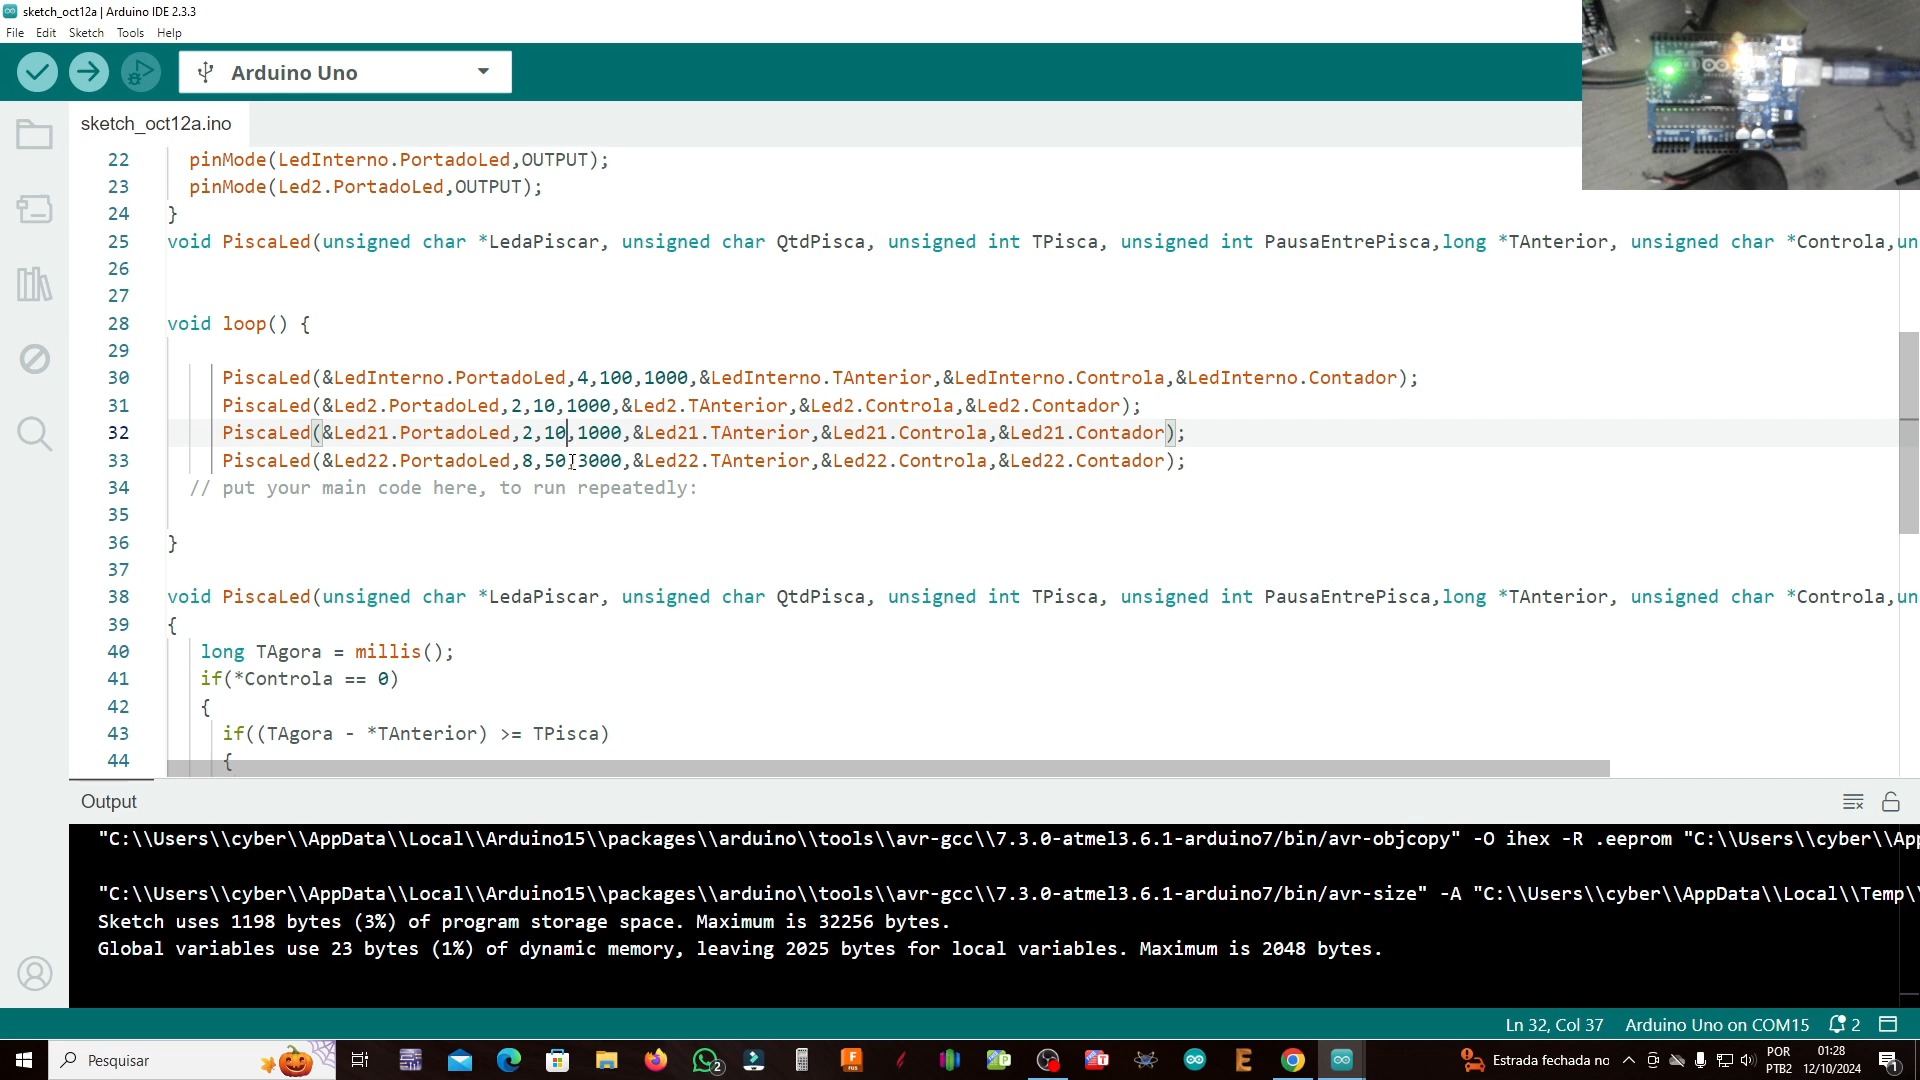 sketch_oct12a | Arduino IDE 2.3.3
File Edit Sketch Tools Help
Arduino Uno
sketch_oct12a.ino
22 pinMode(LedInterno.PortadoLed,OUTPUT);
23 pinMode(Led2.PortadoLed,OUTPUT);
24 }
25 void PiscaLed(unsigned char *LedaPiscar, unsigned char QtdPisca, unsigned int TPisca, unsigned int PausaEntrePisca,long *TAnterior, unsigned char *Controla,un
26
27
28 void loop() {
29
30 PiscaLed(&LedInterno.PortadoLed,4,100,1000,&LedInterno.TAnterior,&LedInterno.Controla,&LedInterno.Contador);
31 PiscaLed(&Led2.PortadoLed,2,10,1000,&Led2.TAnterior,&Led2.Controla,&Led2.Contador);
32 PiscaLed(&Led21.PortadoLed,2,10,1000,&Led21.TAnterior,&Led21.Controla,&Led21.Contador);
33 PiscaLed(&Led22.PortadoLed,8,50,3000,&Led22.TAnterior,&Led22.Controla,&Led22.Contador);
34 // put your main code here, to run repeatedly:
35
36 }
37
38 void PiscaLed(unsigned char *LedaPiscar, unsigned char QtdPisca, unsigned int TPisca, unsigned int PausaEntrePisca,long *TAnterior, unsigned char *Controla,un
39 {
40 long TAgora = millis();
41 if(*Controla == 0)
42 {
43 if((TAgora - *TAnterior) >= TPisca)
44 {
Output
"C:\\Users\\cyber\\AppData\\Local\\Arduino15\\packages\\arduino\\tools\\avr-gcc\\7.3.0-atmel3.6.1-arduino7/bin/avr-objcopy" -O ihex -R .eeprom "C:\\Users\\cyber\\App
"C:\\Users\\cyber\\AppData\\Local\\Arduino15\\packages\\arduino\\tools\\avr-gcc\\7.3.0-atmel3.6.1-arduino7/bin/avr-size" -A "C:\\Users\\cyber\\AppData\\Local\\Temp\\
Sketch uses 1198 bytes (3%) of program storage space. Maximum is 32256 bytes.
Global variables use 23 bytes (1%) of dynamic memory, leaving 2025 bytes for local variables. Maximum is 2048 bytes.
Ln 32, Col 37 Arduino Uno on COM15 2
Pesquisar
2
Estrada fechada no
POR
PTB2
01:28
12/10/2024
1